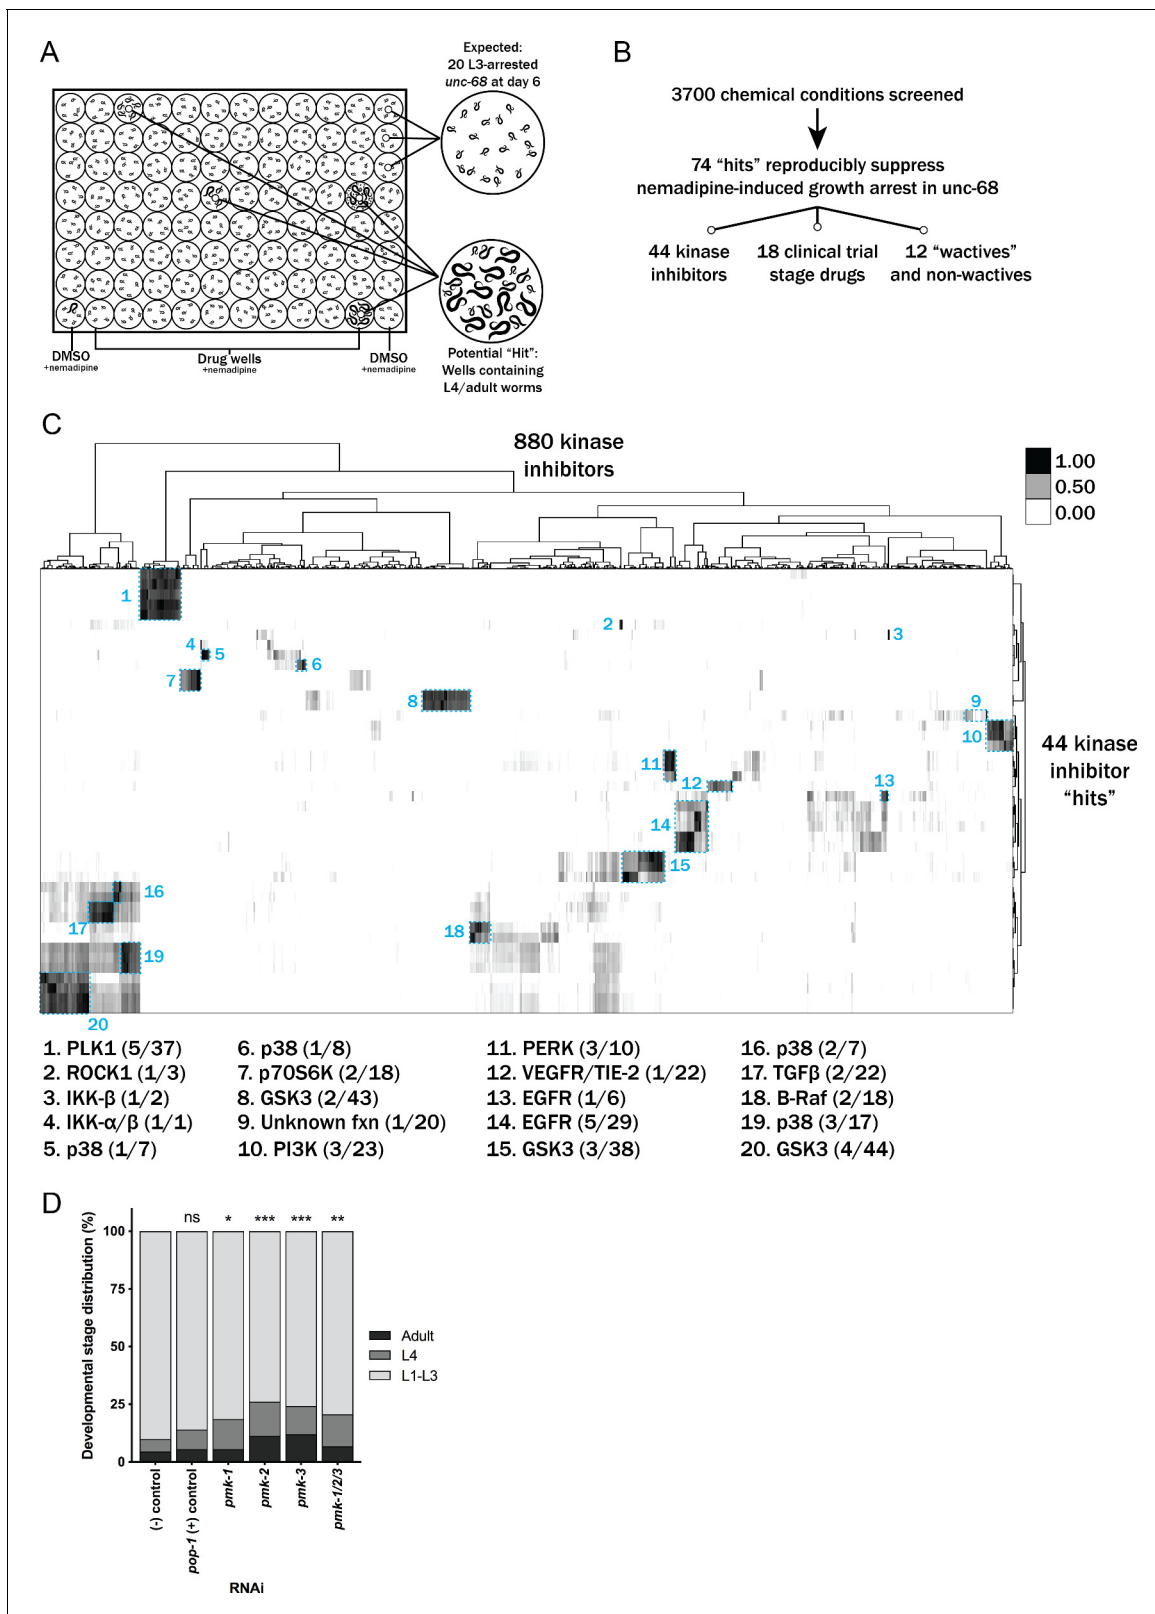 A
Expected:
20 L3-arrested
unc-68 at day 6
DMSO
+nemadipine
Drug wells
+nemadipine
DMSO
+nemadipine
Potential “Hit”:
Wells containing
L4/adult worms
B
3700 chemical conditions screened
74 “hits” reproducibly suppress
nemadipine-induced growth arrest in unc-68
44 kinase
inhibitors
18 clinical trial
stage drugs
12 “wactives”
and non-wactives
C
880 kinase
inhibitors
1.00
0.50
0.00
1
2
3
4
5
6
7
8
9
10
11
12
13
14
15
16
17
18
19
20
44 kinase
inhibitor
“hits”
1. PLK1 (5/37)
2. ROCK1 (1/3)
3. IKK-β (1/2)
4. IKK-α/β (1/1)
5. p38 (1/7)
6. p38 (1/8)
7. p70S6K (2/18)
8. GSK3 (2/43)
9. Unknown fxn (1/20)
10. PI3K (3/23)
11. PERK (3/10)
12. VEGFR/TIE-2 (1/22)
13. EGFR (1/6)
14. EGFR (5/29)
15. GSK3 (3/38)
16. p38 (2/7)
17. TGFβ (2/22)
18. B-Raf (2/18)
19. p38 (3/17)
20. GSK3 (4/44)
D
Developmental stage distribution (%)
100
75
50
25
0
ns
*
***
***
**
Adult
L4
L1-L3
(-) control
pop-1 (+) control
pmk-1
pmk-2
pmk-3
pmk-1/2/3
RNAi